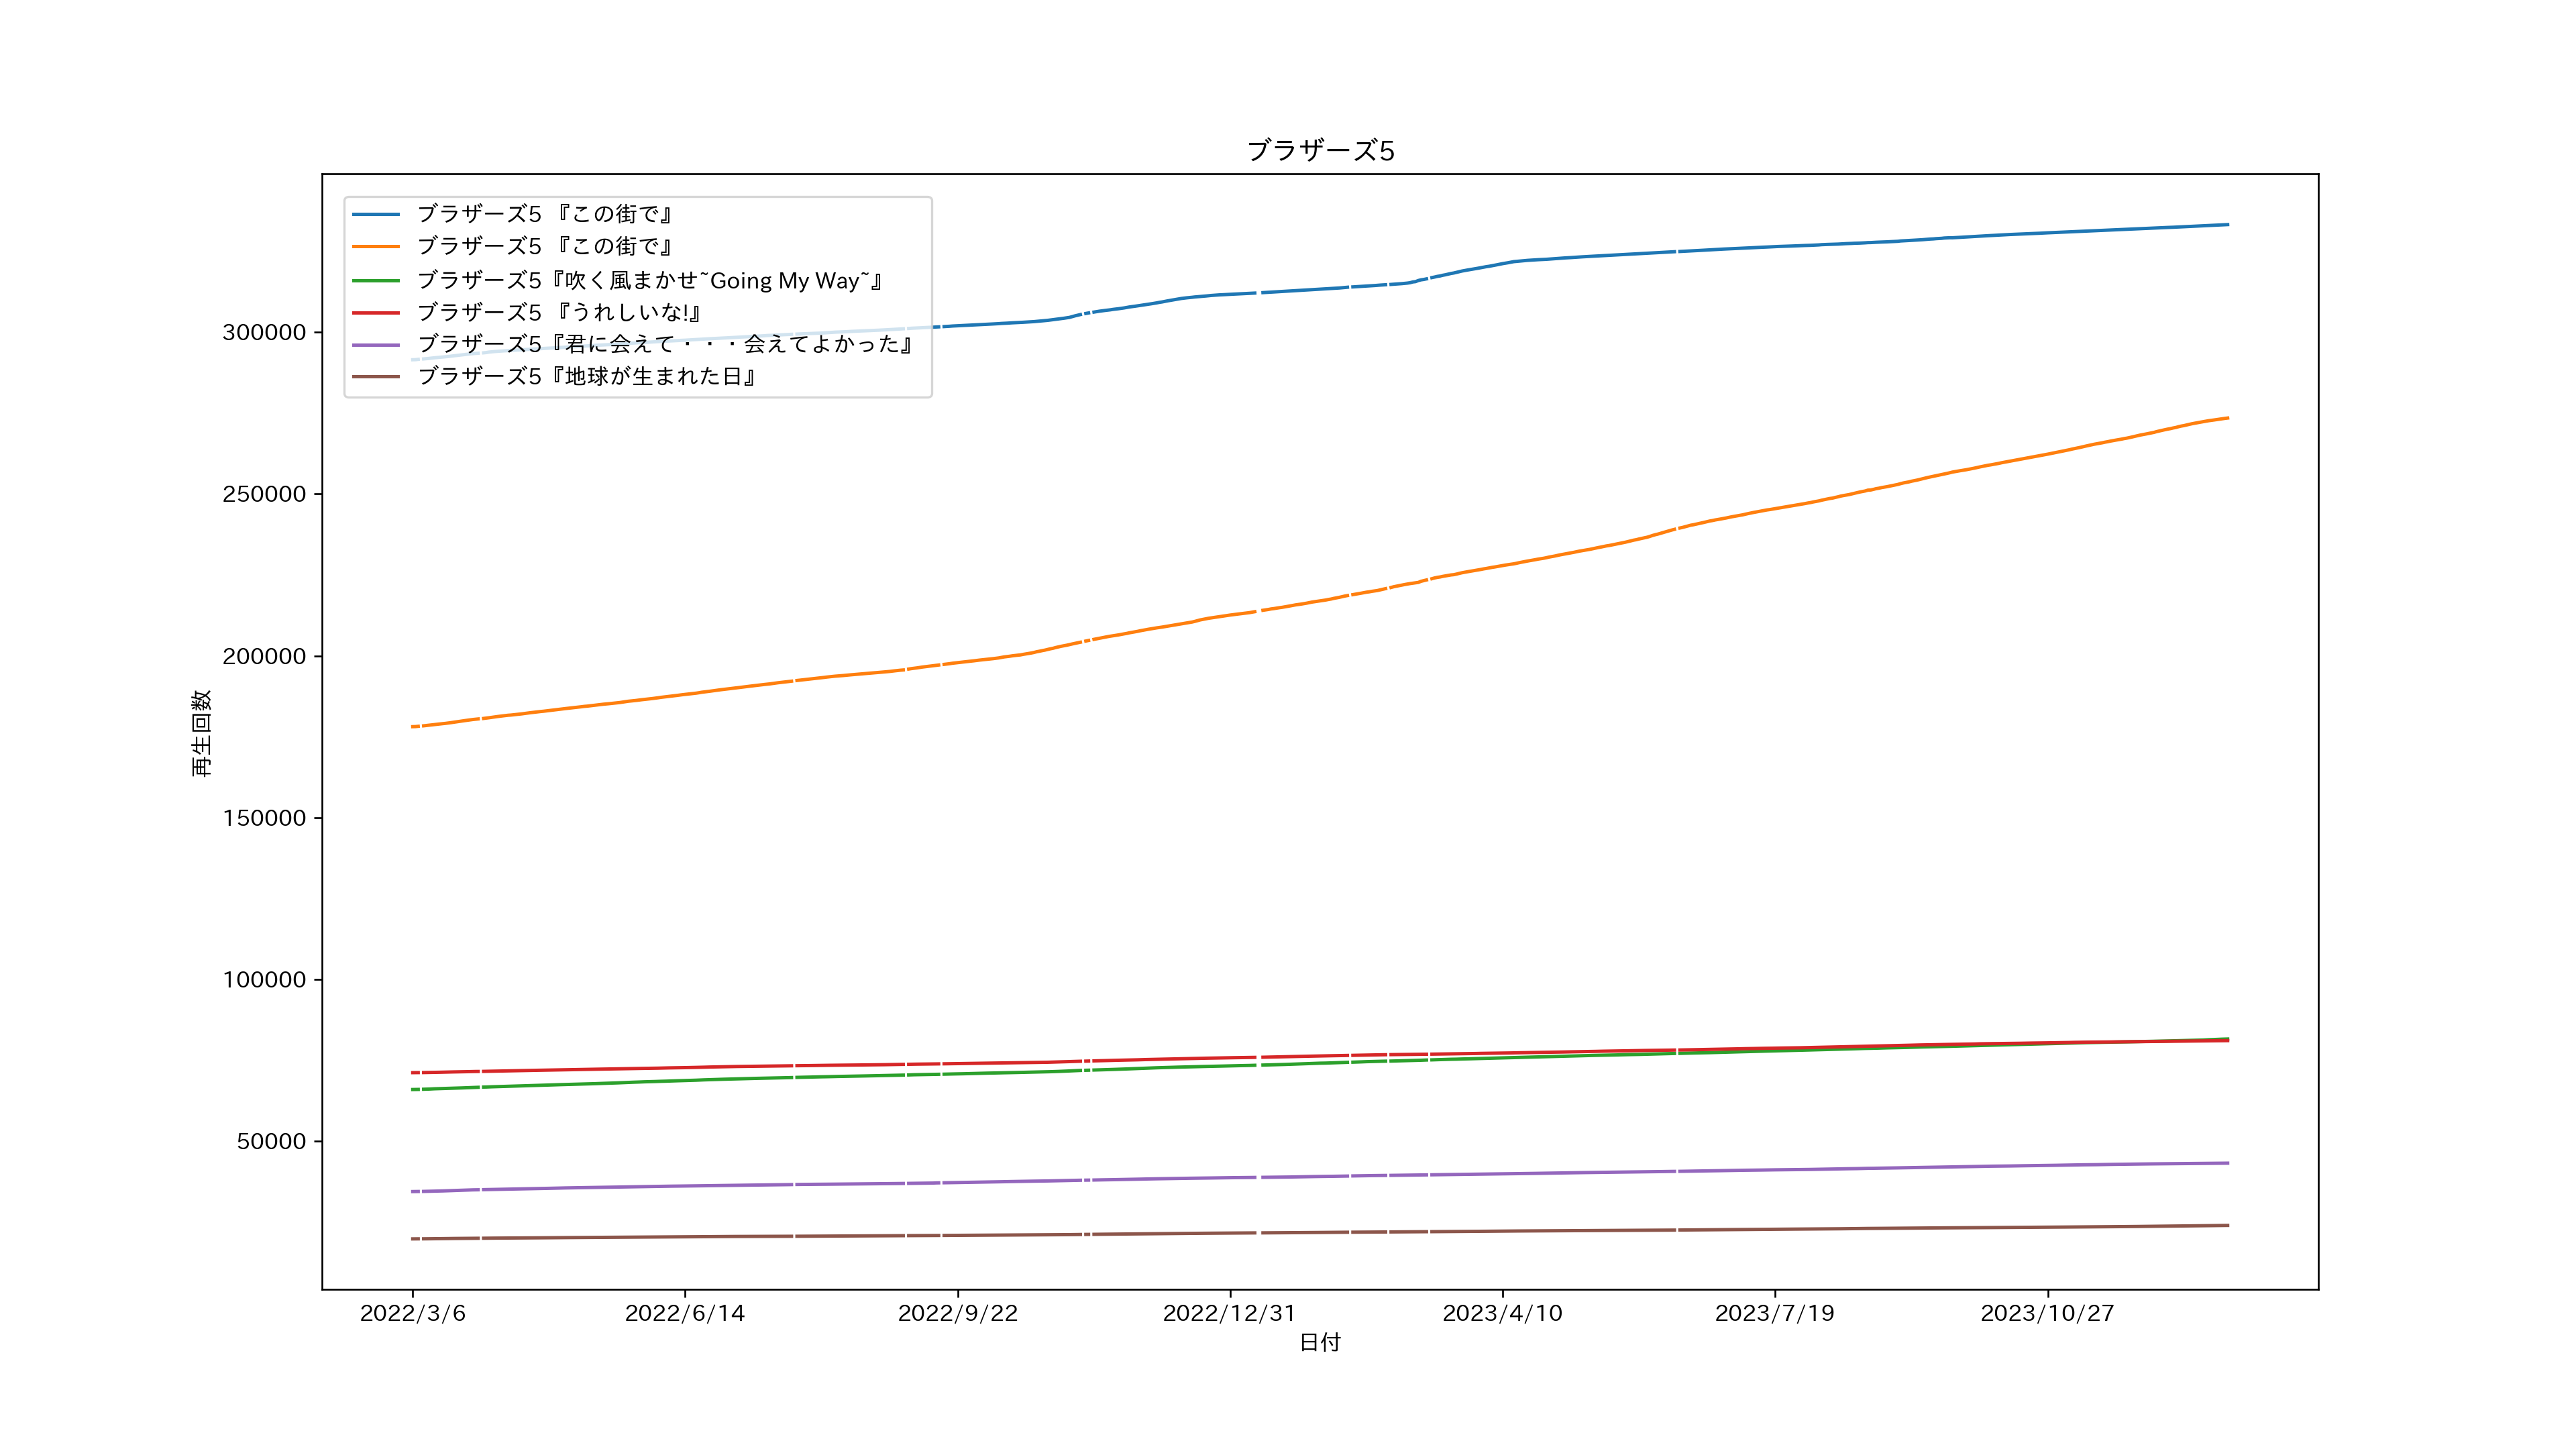 ブラザーズ5
ブラザーズ5 『この街で』
ブラザーズ5 『この街で』
ブラザーズ5『吹く風まかせ~Going My Way~』
ブラザーズ5 『うれしいな!』
ブラザーズ5『君に会えて・・・会えてよかった』
ブラザーズ5『地球が生まれた日』
再生回数
300000
250000
200000
150000
100000
50000
2022/3/6 2022/6/14 2022/9/22 2022/12/31 2023/4/10 2023/7/19 2023/10/27
日付